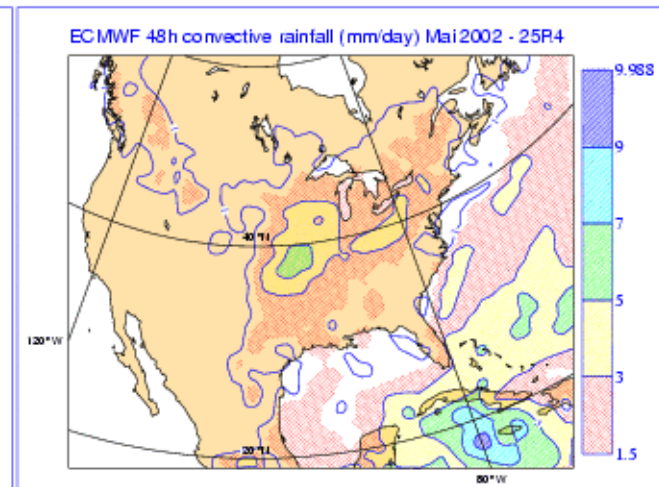 ECMWF 48h convective rainfall (mm/day) Mai 2002 - 25R4
9.988
9
7
5
3
1.5
40°N
120°W
20°N
80°W